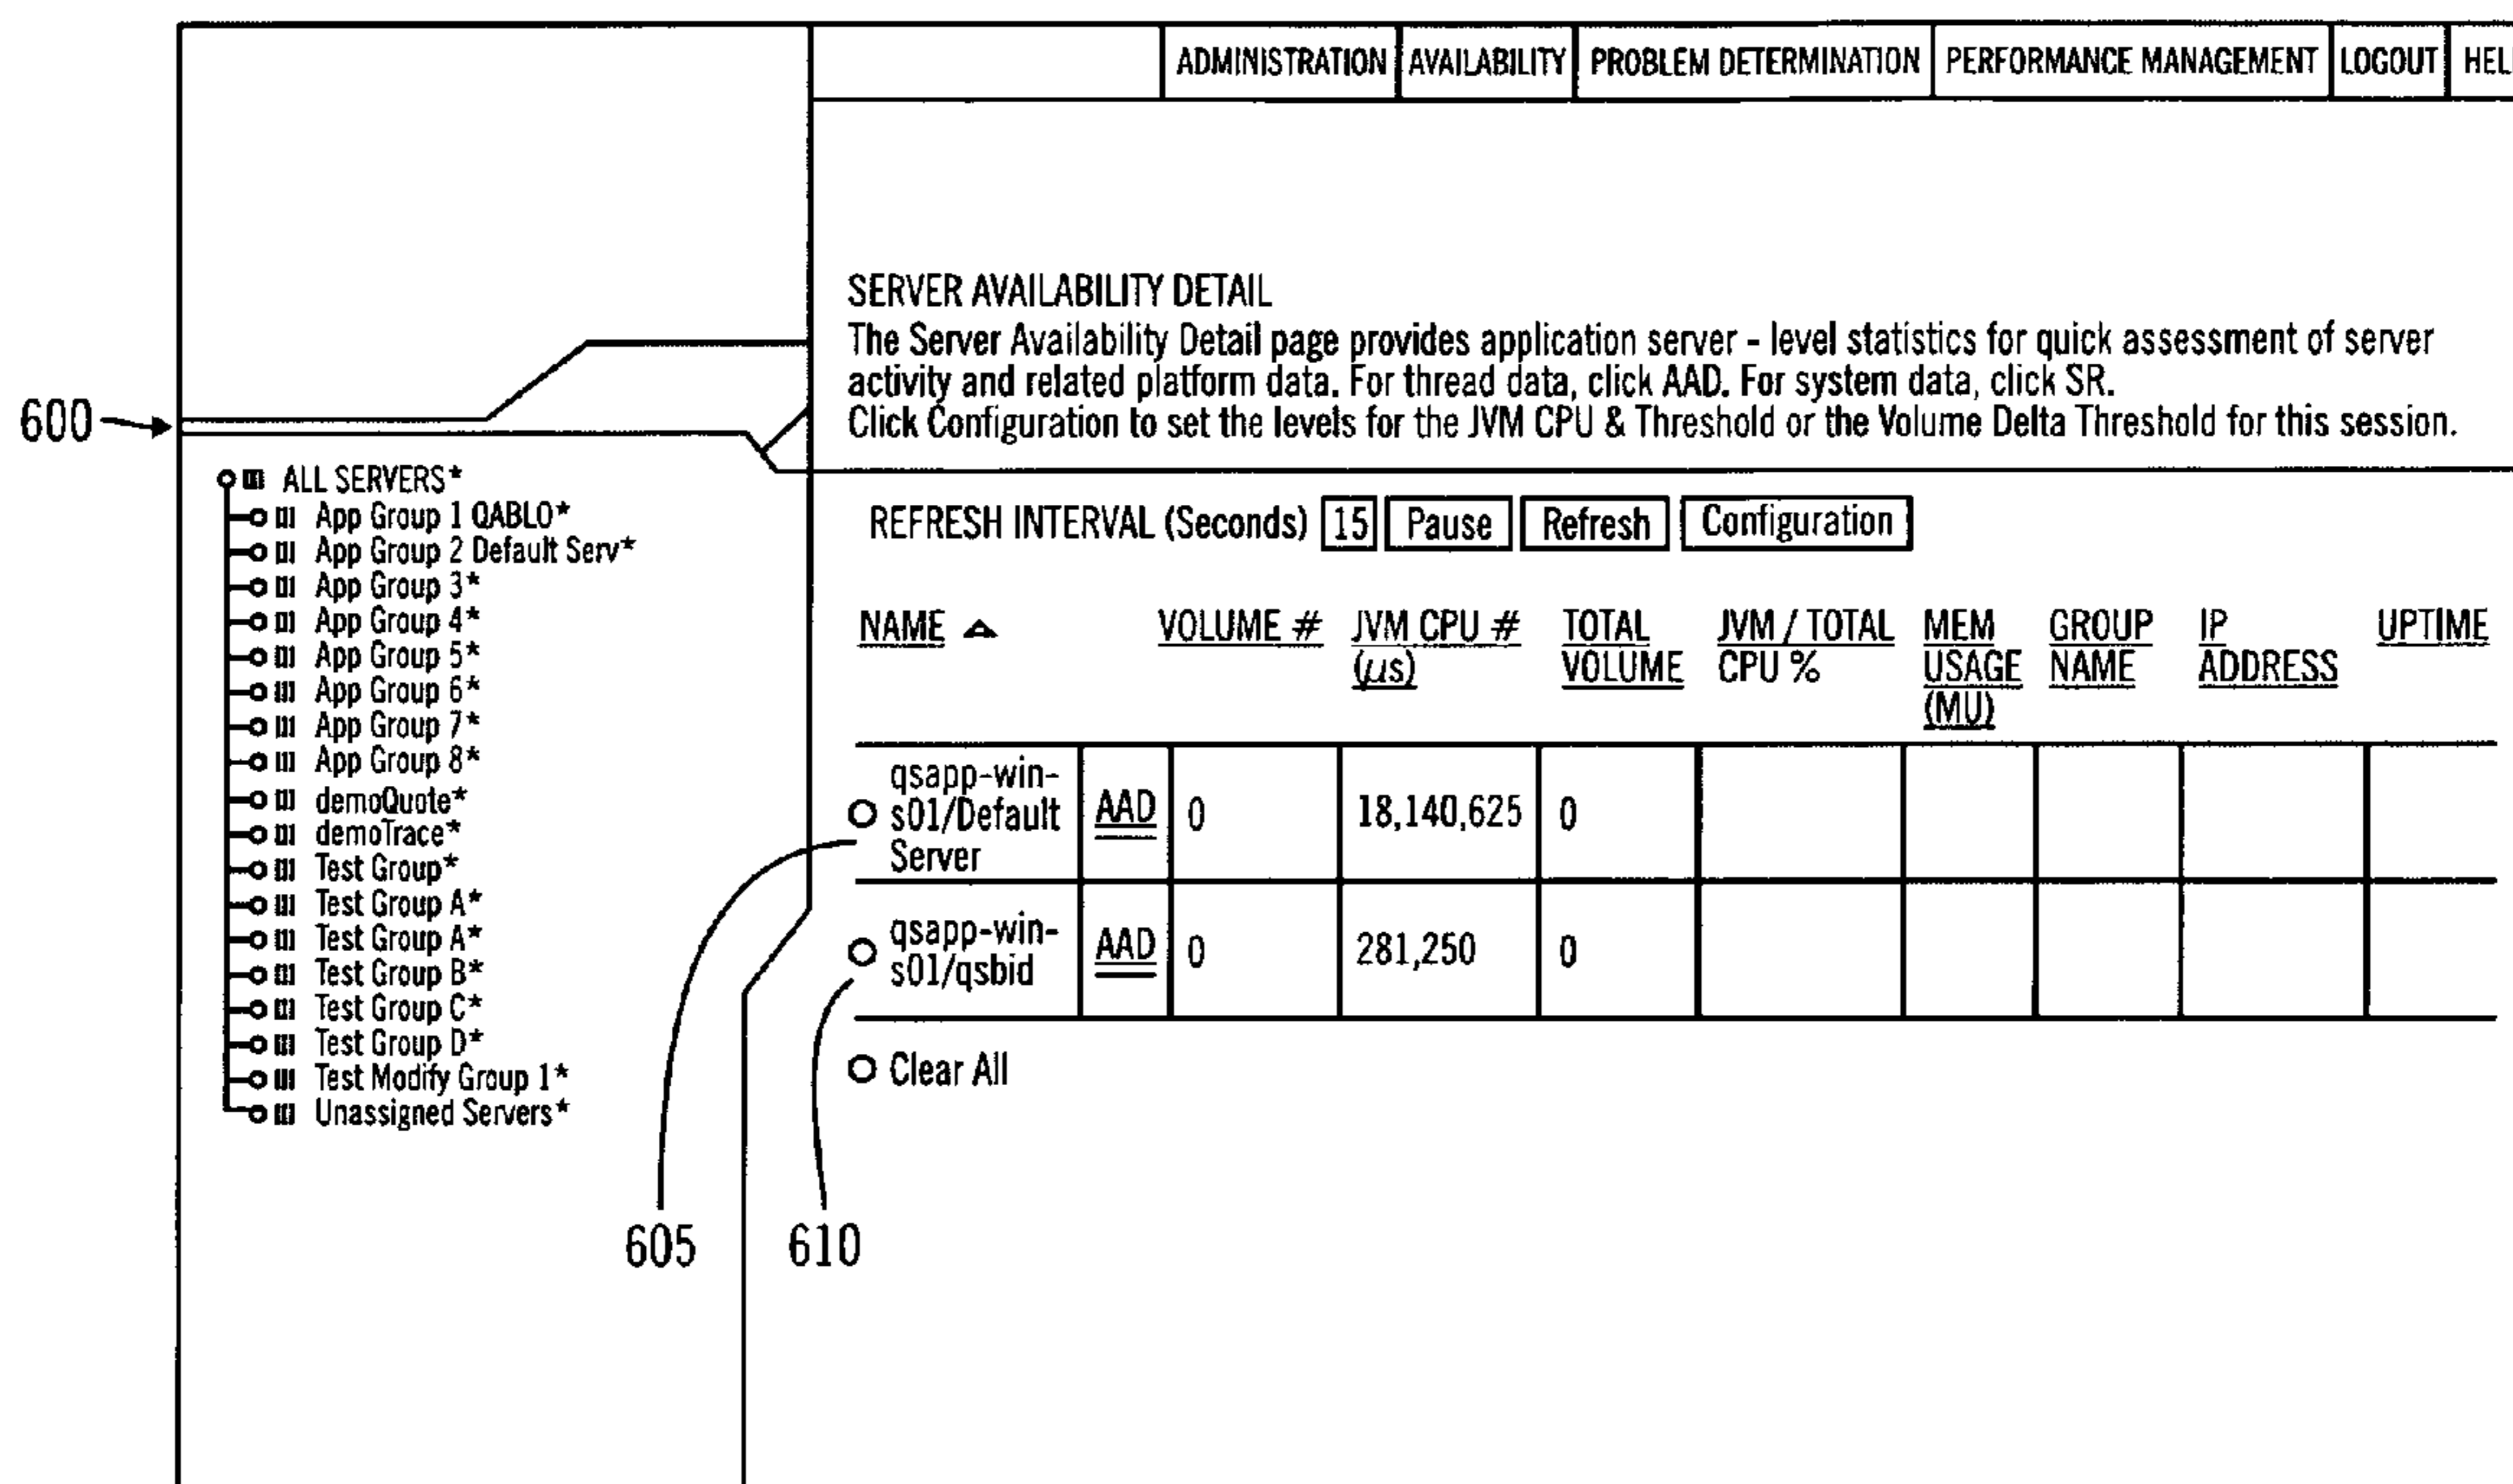 ADMINISTRATION AVAILABILITY PROBLEM DETERMINATION PERFORMANCE MANAGEMENT LOGOUT
SERVER AVAILABILITY DETAIL
The Server Availability Detail page provides application server - level statistics for quick assessment of server
activity and related platform data. For thread data, click AAD. For system data, click SR.
Click Configuration to set the levels for the JVM CPU & Threshold or the Volume Delta Threshold for this session.
600
ALL SERVERS*
App Group 1 QABLO*
App Group 2 Default Serv*
App Group 3*
App Group 4*
App Group 5*
App Group 6*
App Group 7*
App Group 8*
demoQuote*
demoTrace*
Test Group*
Test Group A*
Test Group A*
Test Group B*
Test Group C*
Test Group D*
Test Modify Group 1*
Unassigned Servers*
REFRESH INTERVAL (Seconds) 15 Pause Refresh Configuration
NAME VOLUME # JVM CPU # TOTAL JVM / TOTAL MEM GROUP IP UPTIME
(μs) VOLUME CPU % USAGE NAME ADDRESS
(MU)
qsapp-win-
s01/Default AAD 0 18,140,625 0
Server
qsapp-win-
s01/qsbid AAD 0 281,250 0
Clear All
605 610